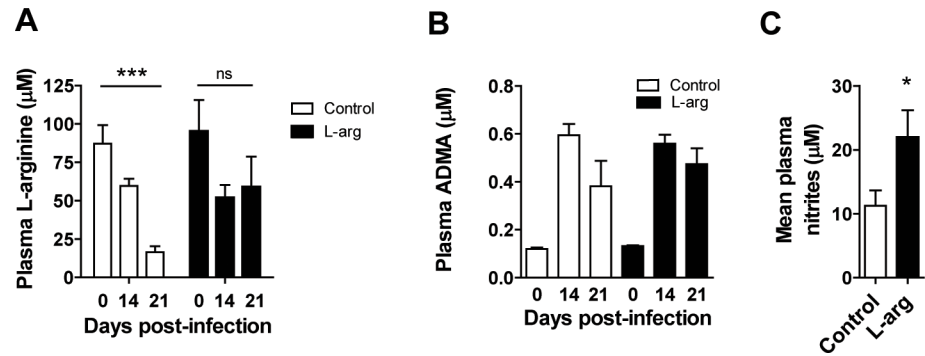 A
Plasma L-arginine (μM)
125
100
75
50
25
0
***
ns
Control
L-arg
0 14 21 0 14 21
Days post-infection
B
Plasma ADMA (μM)
0.8
0.6
0.4
0.2
0
Control
L-arg
0 14 21 0 14 21
Days post-infection
C
Mean plasma
nitrites (μM)
30
20
10
0
*
Control
L-arg